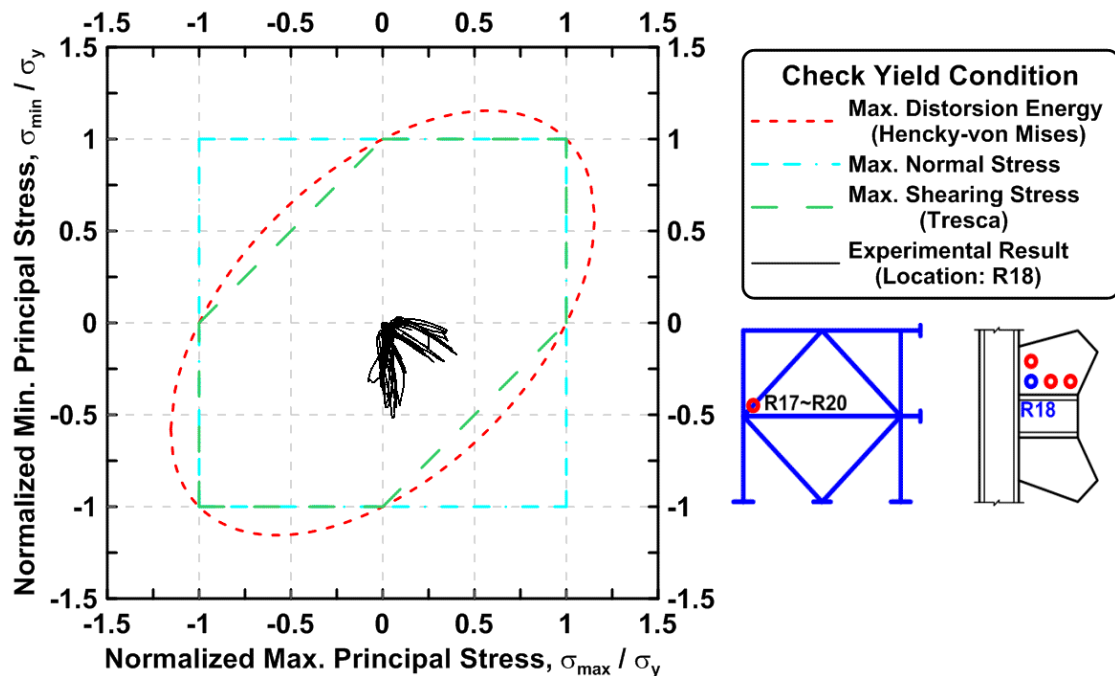 -1.5 -1 -0.5 0 0.5 1 1.5
1.5
1
0.5
0
-0.5
-1
-1.5
Normalized Min. Principal Stress, σmin / σy
1.5
1
0.5
0
-0.5
-1
-1.5
-1.5 -1 -0.5 0 0.5 1 1.5
Normalized Max. Principal Stress, σmax / σy
Check Yield Condition
Max. Distorsion Energy
(Hencky-von Mises)
Max. Normal Stress
Max. Shearing Stress
(Tresca)
Experimental Result
(Location: R18)
R17~R20
R18